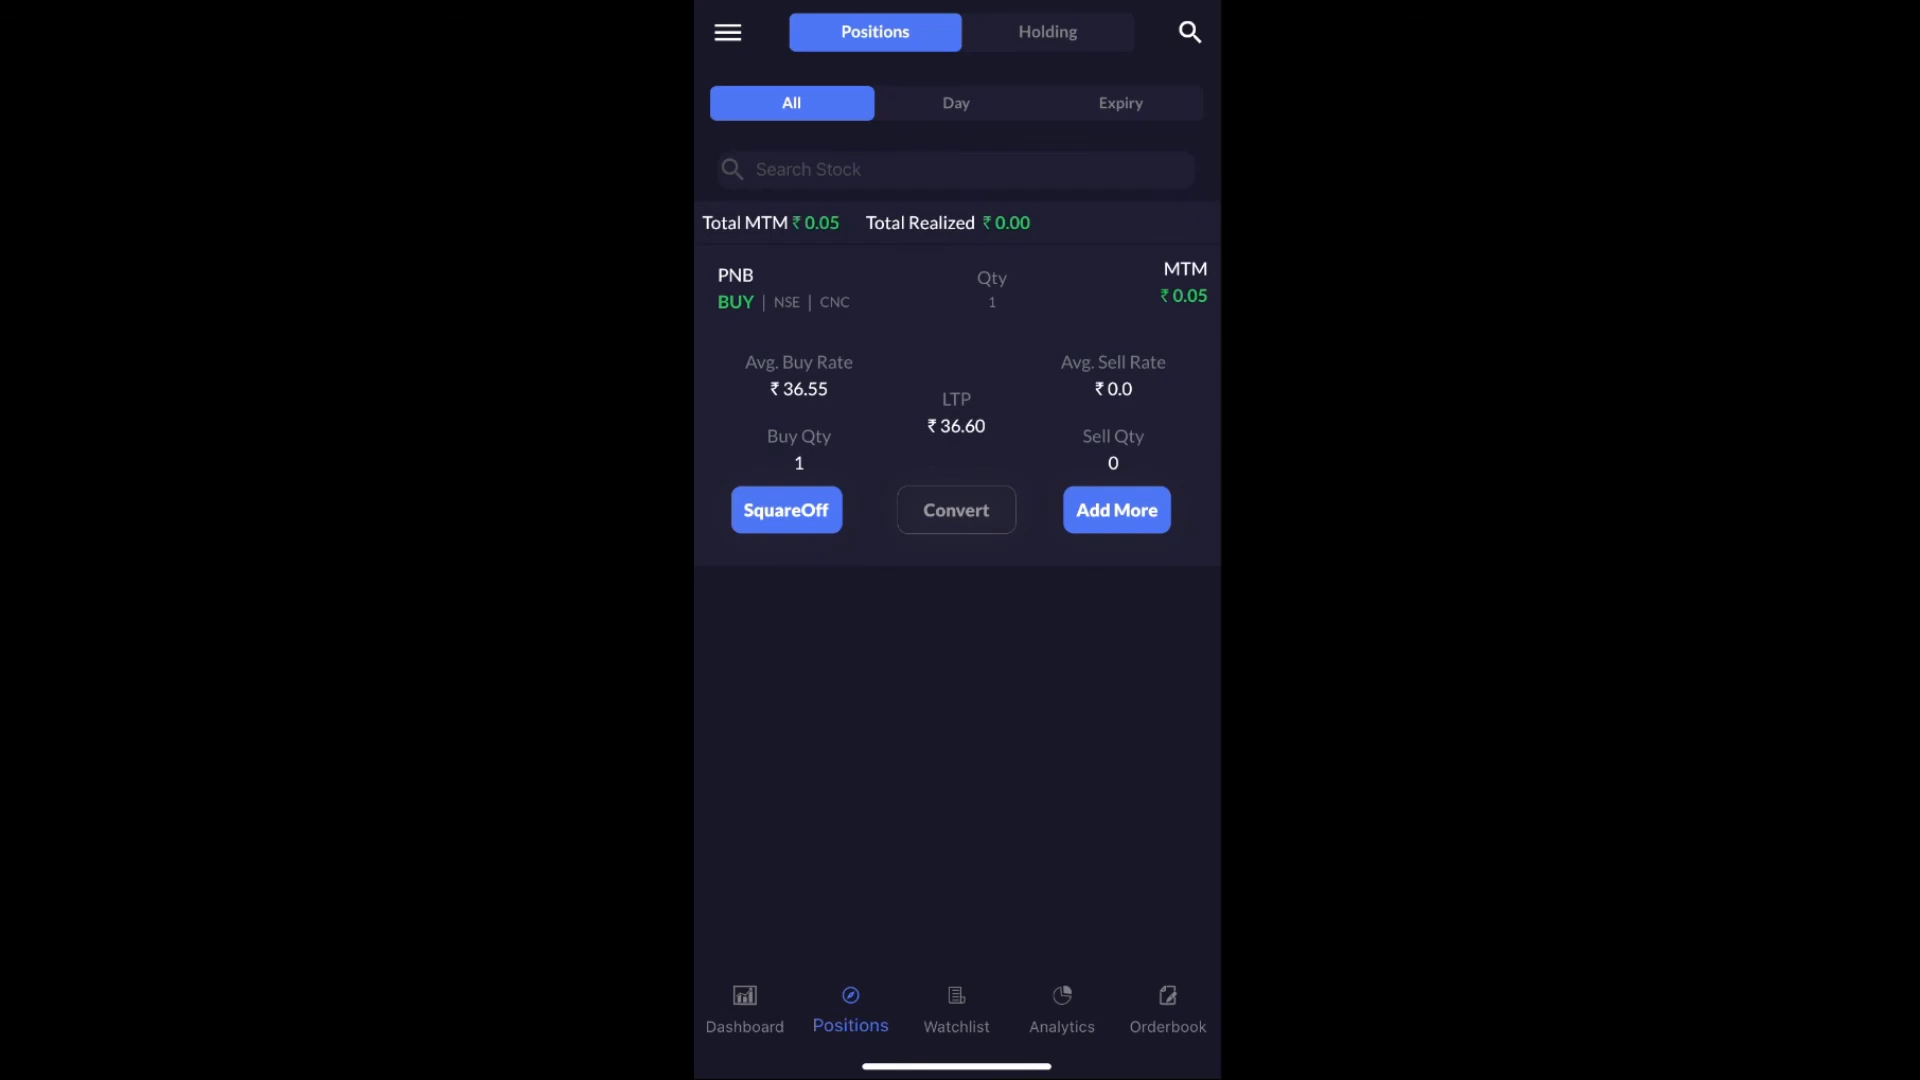 Positions Holding
All Day Expiry
Search Stock
Total MTM ₹ 0.05 Total Realized ₹ 0.00
PNB Qty MTM
BUY | NSE | CNC 1 ₹ 0.05
Avg. Buy Rate Avg. Sell Rate
₹ 36.55 ₹ 0.0
LTP
₹ 36.60
Buy Qty Sell Qty
1 0
SquareOff Convert Add More
Dashboard Positions Watchlist Analytics Orderbook